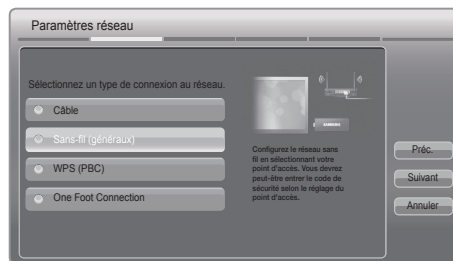 Paramètres réseau
Sélectionnez un type de connexion au réseau.
Câble
Sans-fil (généraux)
WPS (PBC)
One Foot Connection
SAMSUNG
Configurez le réseau sans
fil en sélectionnant votre
point d'accès. Vous devrez
peut-être entrer le code de
sécurité selon le réglage du
point d'accès.
Préc.
Suivant
Annuler